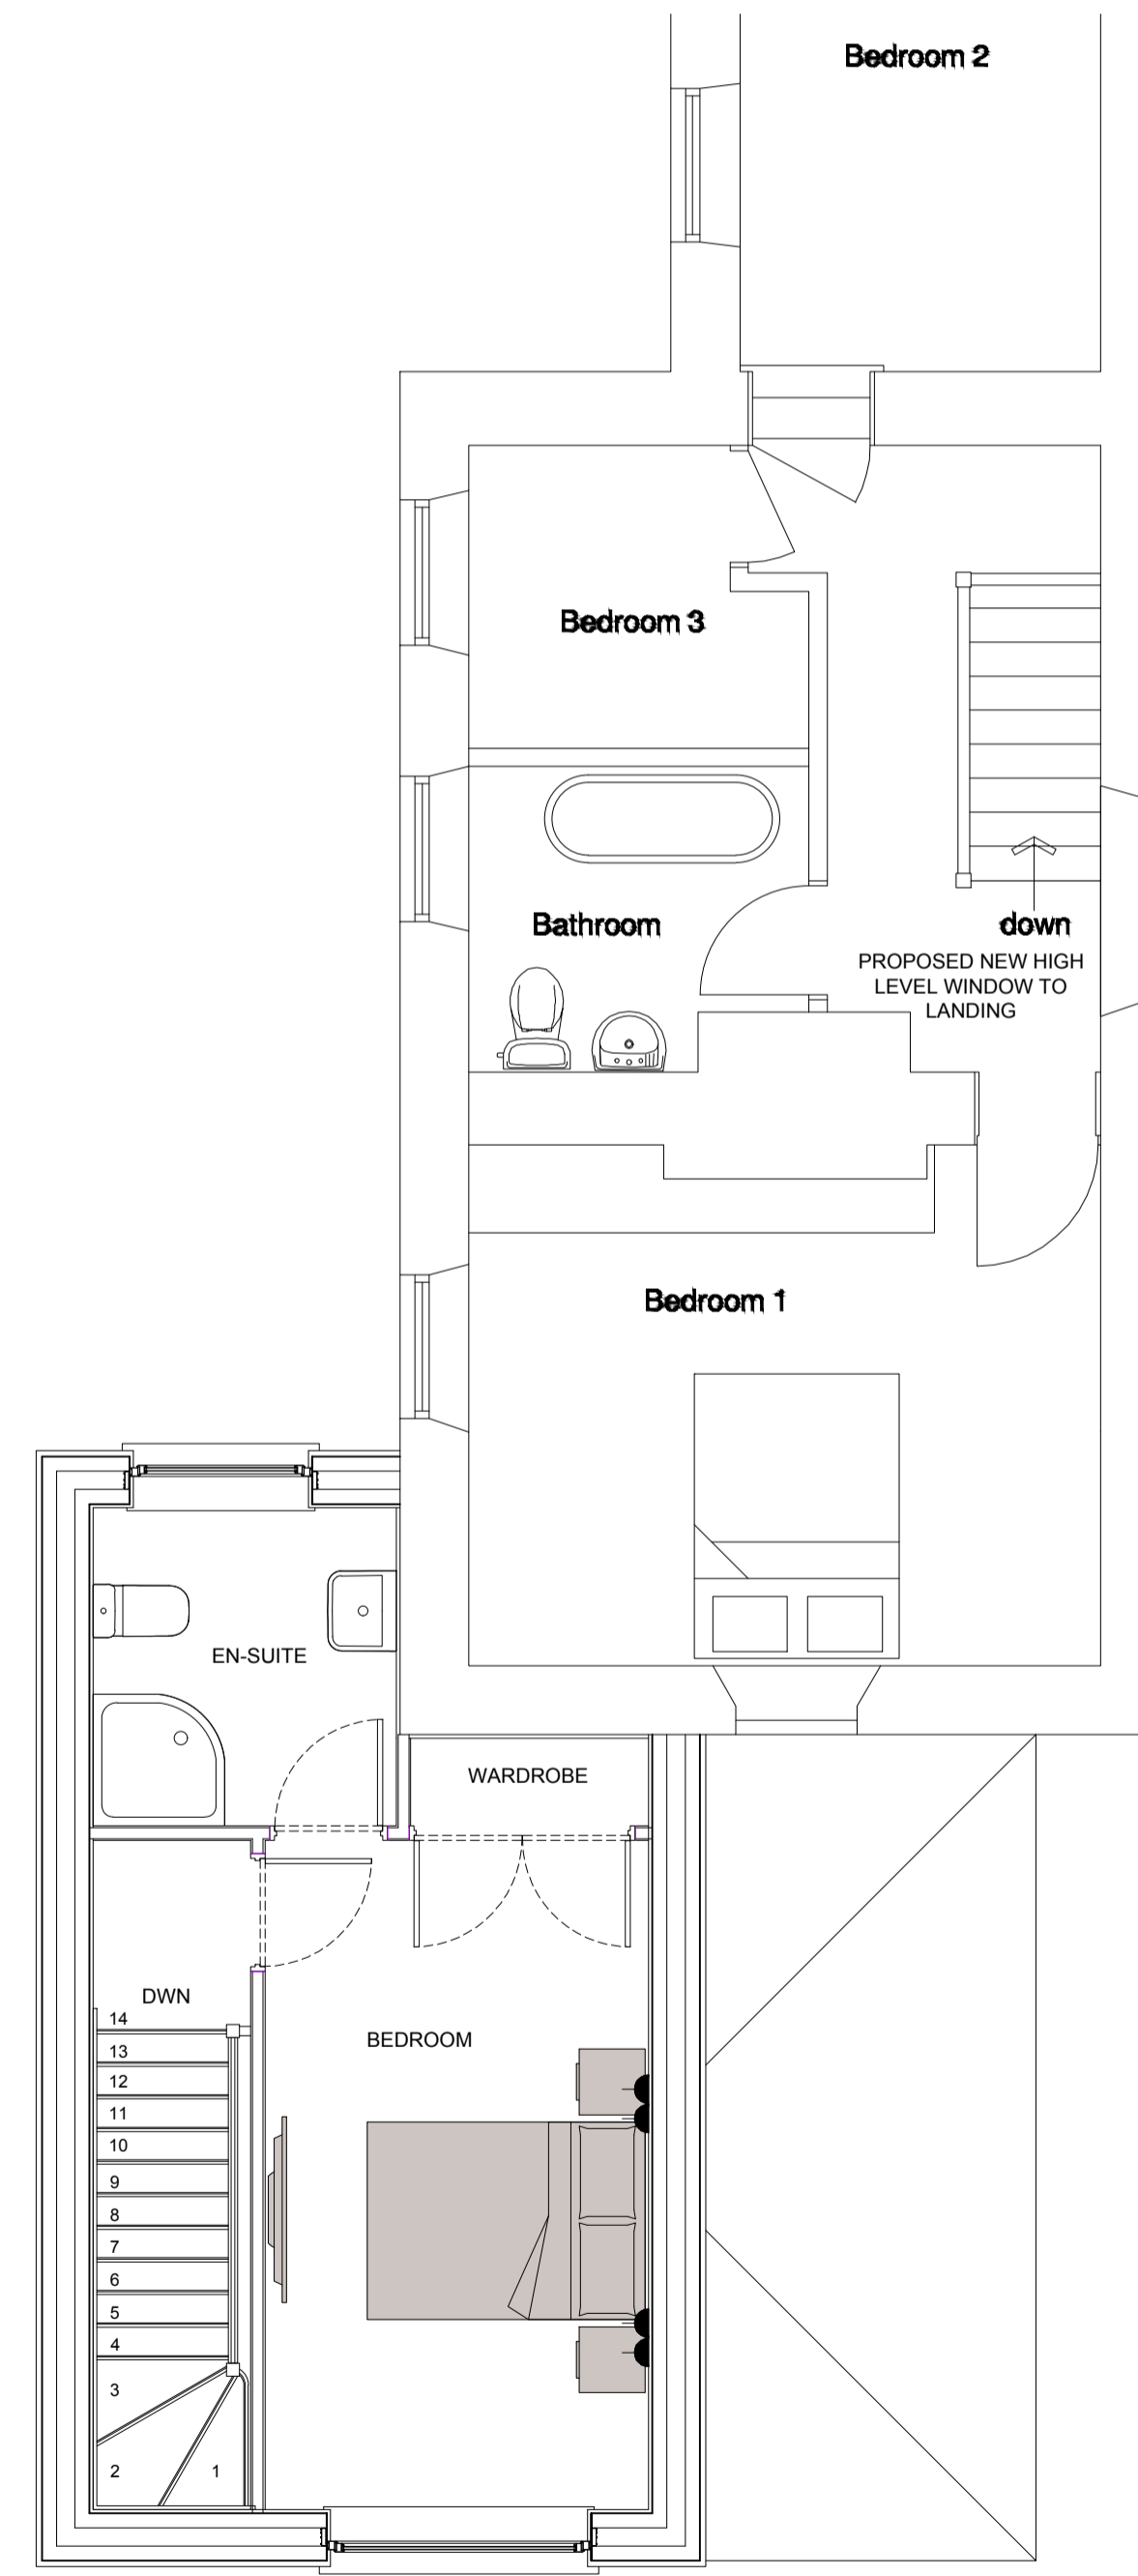 Bedroom 2
Bedroom 3
Bathroom
down
PROPOSED NEW HIGH
LEVEL WINDOW TO
LANDING
Bedroom 1
EN-SUITE
WARDROBE
DWN
14
13
12
11
10
9
8
7
6
5
4
3
2
1
BEDROOM